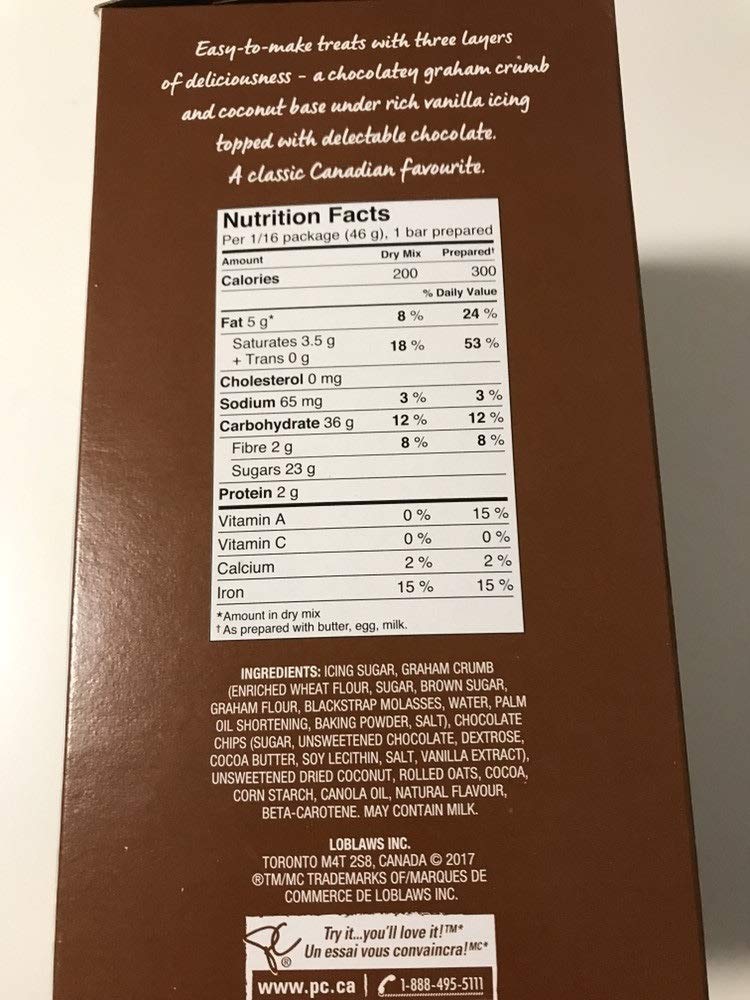 Easy-to-make treats with three layers
of deliciousness - a chocolatey graham crumb
and coconut base under rich vanilla icing
topped with delectable chocolate.
A classic Canadian favourite.
Nutrition Facts
Per 1/16 package (46 g), 1 bar prepared
Amount Dry Mix Prepared†
Calories 200 300
% Daily Value
Fat 5 g* 8 % 24 %
Saturates 3.5 g 18 % 53 %
+ Trans 0 g
Cholesterol 0 mg
Sodium 65 mg 3 % 3 %
Carbohydrate 36 g 12 % 12 %
Fibre 2 g 8 % 8 %
Sugars 23 g
Protein 2 g
Vitamin A 0 % 15 %
Vitamin C 0 % 0 %
Calcium 2 % 2 %
Iron 15 % 15 %
*Amount in dry mix
† As prepared with butter, egg, milk.
INGREDIENTS: ICING SUGAR, GRAHAM CRUMB
(ENRICHED WHEAT FLOUR, SUGAR, BROWN SUGAR,
GRAHAM FLOUR, BLACKSTRAP MOLASSES, WATER, PALM
OIL SHORTENING, BAKING POWDER, SALT), CHOCOLATE
CHIPS (SUGAR, UNSWEETENED CHOCOLATE, DEXTROSE,
COCOA BUTTER, SOY LECITHIN, SALT, VANILLA EXTRACT),
UNSWEETENED DRIED COCONUT, ROLLED OATS, COCOA,
CORN STARCH, CANOLA OIL, NATURAL FLAVOUR,
BETA-CAROTENE. MAY CONTAIN MILK.
LOBLAWS INC.
TORONTO M4T 2S8, CANADA © 2017
®TM/MC TRADEMARKS OF/MARQUES DE
COMMERCE DE LOBLAWS INC.
PC®
Try it...you'll love it!TM*
Un essai vous convaincra!MC*
www.pc.ca | 1-888-495-5111